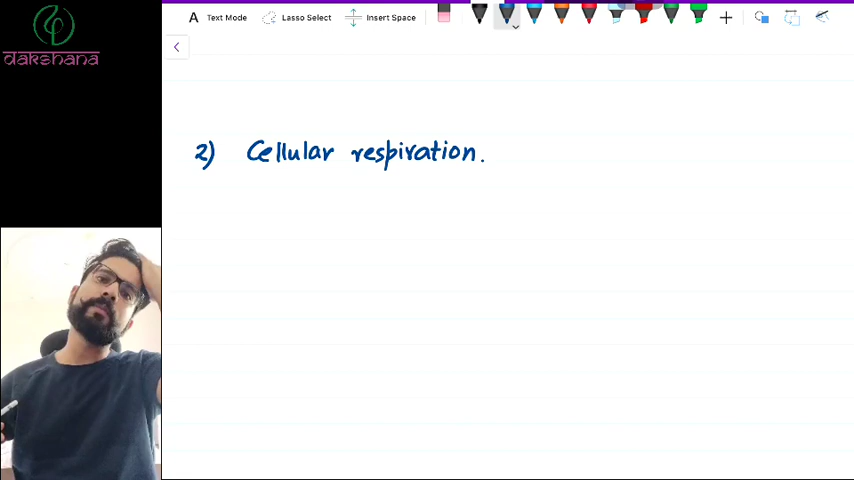 dakshana
A Text Mode Lasso Select Insert Space
2) Cellular respiration.